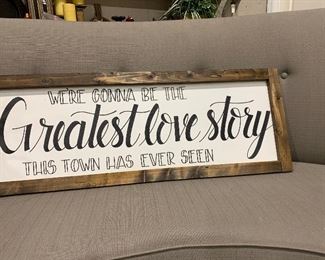 WE'RE GONNA BE THE
Greatest love story
THIS TOWN HAS EVER SEEN